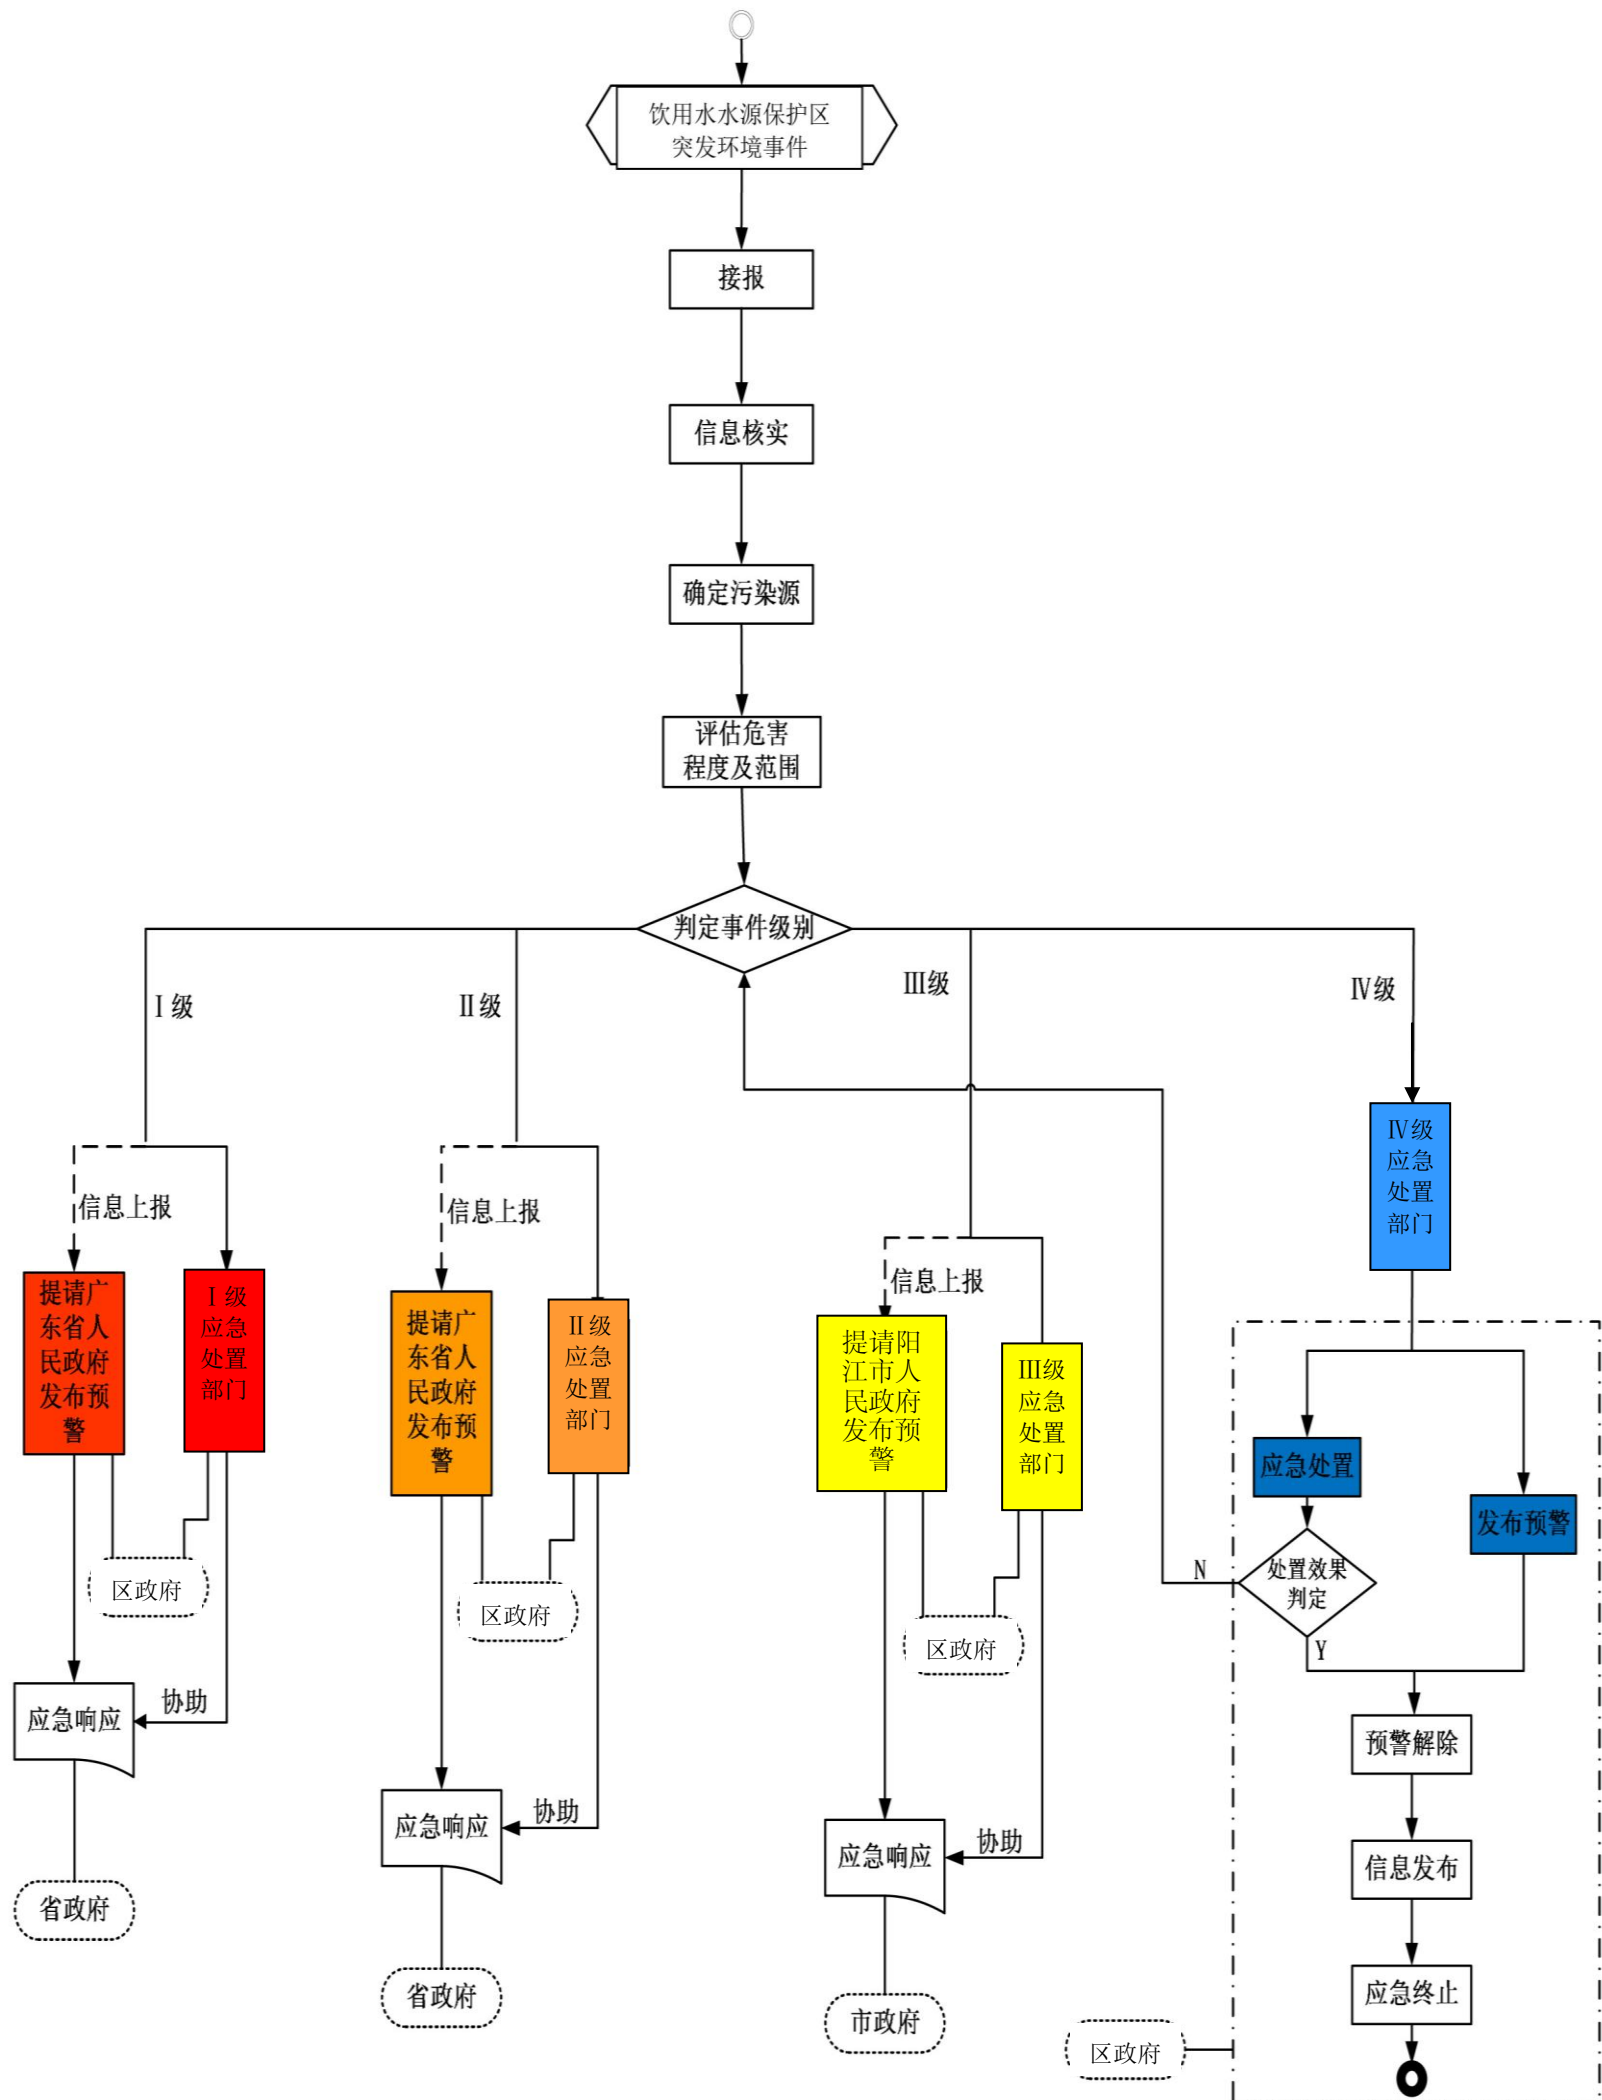 饮用水水源保护区
突发环境事件
接报
信息核实
确定污染源
评估危害
程度及范围
判定事件级别
Ⅰ级
Ⅱ级
Ⅲ级
Ⅳ级
信息上报
提请广
东省人
民政府
发布预
警
Ⅰ级
应急
处置
部门
区政府
协助
应急响应
省政府
信息上报
提请广
东省人
民政府
发布预
警
Ⅱ级
应急
处置
部门
区政府
协助
应急响应
省政府
信息上报
提请阳
江市人
民政府
发布预
警
Ⅲ级
应急
处置
部门
区政府
协助
应急响应
市政府
Ⅳ级
应急
处置
部门
应急处置
发布预警
处置效果
判定
N
Y
预警解除
信息发布
应急终止
区政府